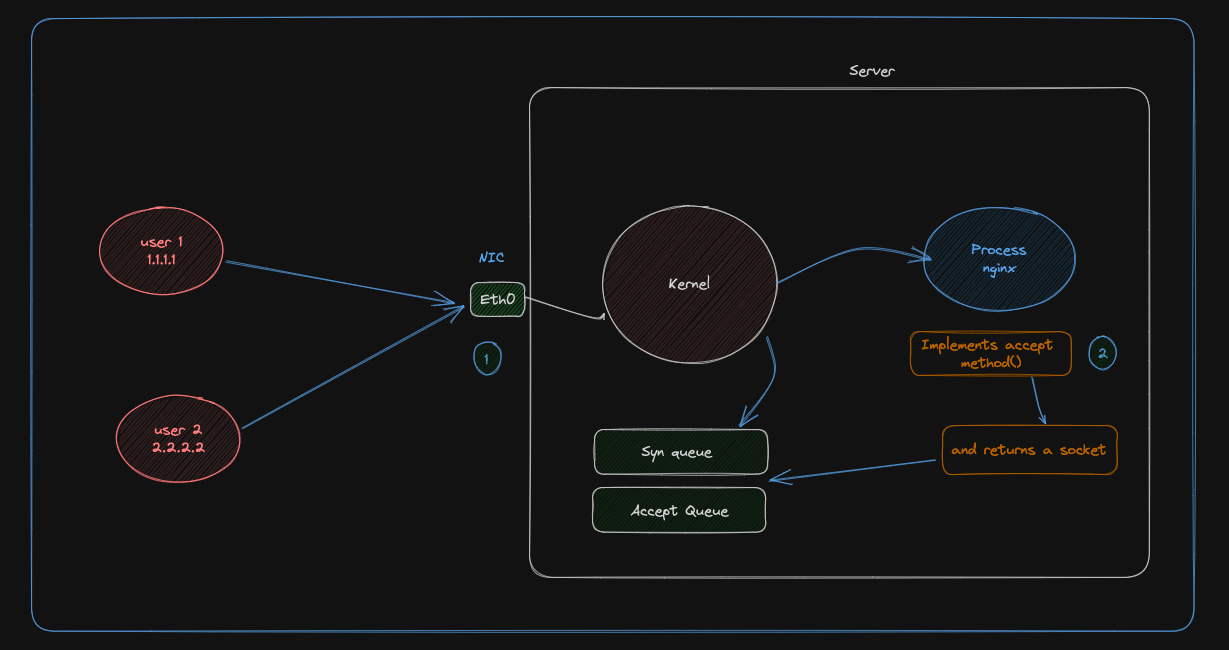 Server
user 1
1.1.1.1
NIC
Eth0
1
Kernel
Process
nginx
Implements accept
method()
2
user 2
2.2.2.2
Syn queue
and returns a socket
Accept Queue